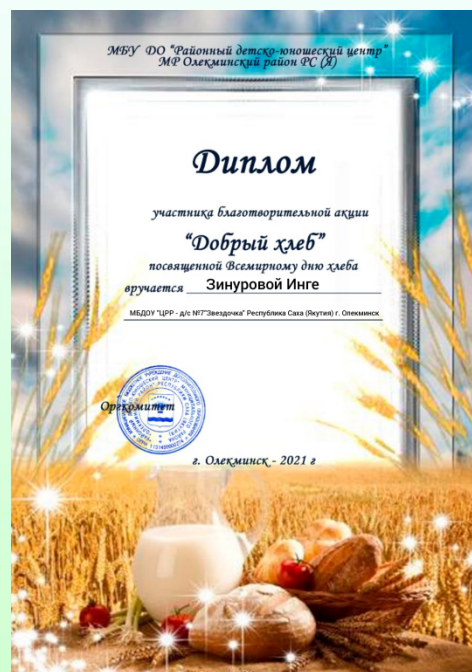 МБУ ДО "Районный детско-юношеский центр"
МР Олекминский район РС (Я)
Диплом
участника благотворительной акции
"Добрый хлеб"
посвященной Всемирному дню хлеба
вручается Зинуровой Инге
МБДОУ "ЦРР - д/с №7"Звездочка" Республика Саха (Якутия) г. Олекминск
Оргкомитет
г. Олекминск - 2021 г